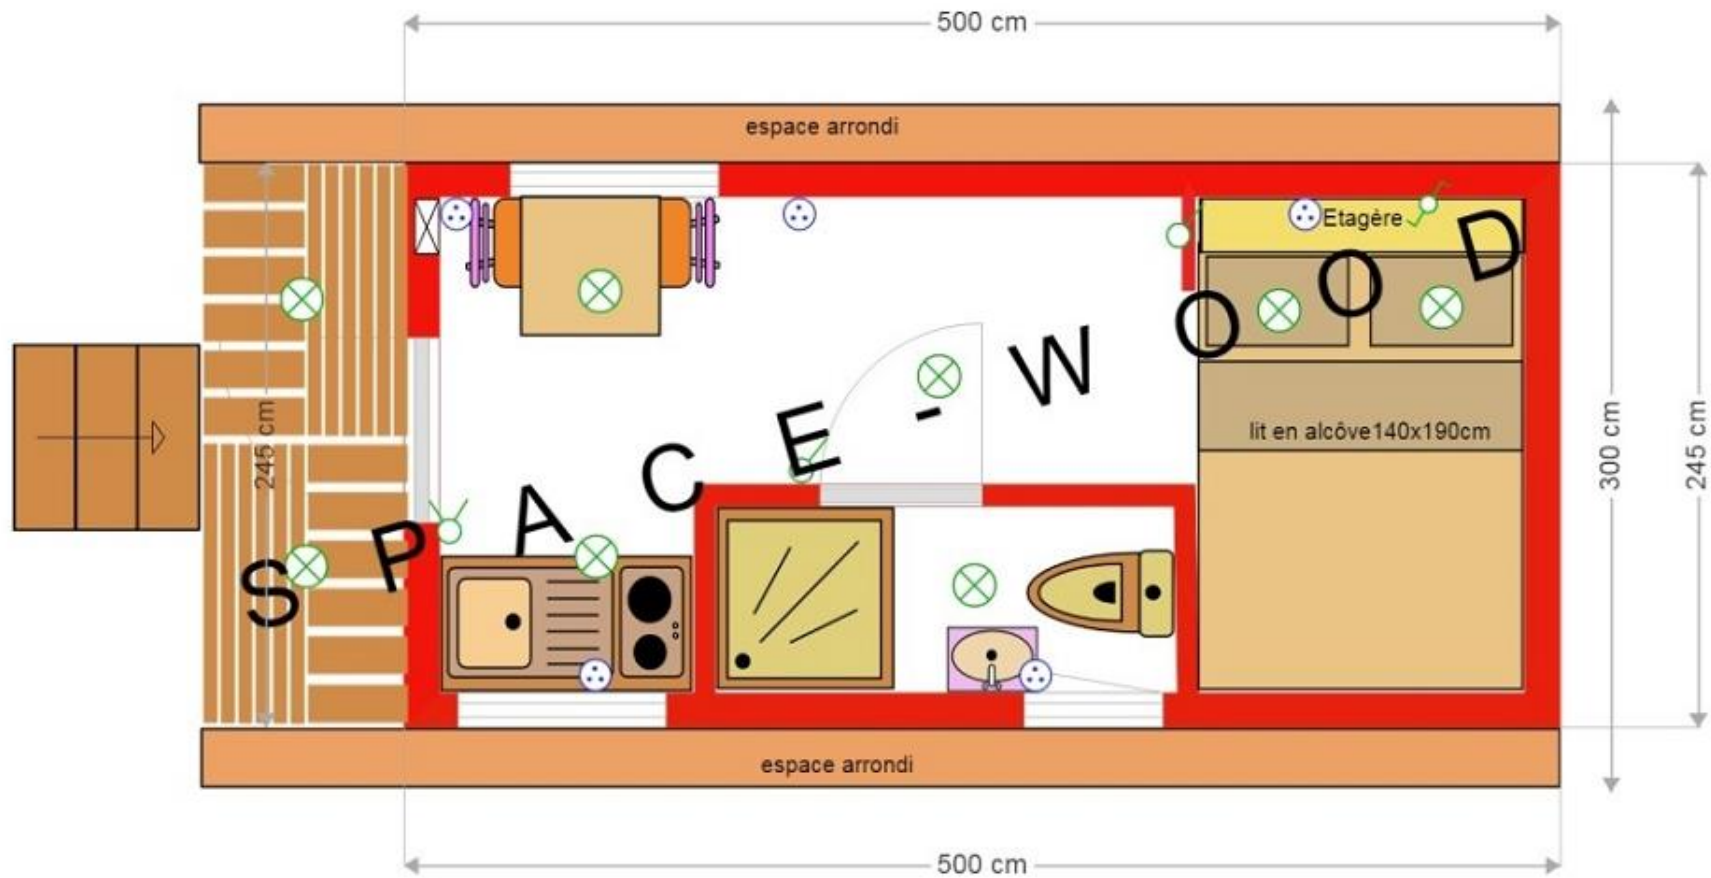 500 cm
espace arrondi
Etagère
lit en alcôve140x190cm
245 cm
300 cm
245 cm
SPACE-WOOD
espace arrondi
500 cm